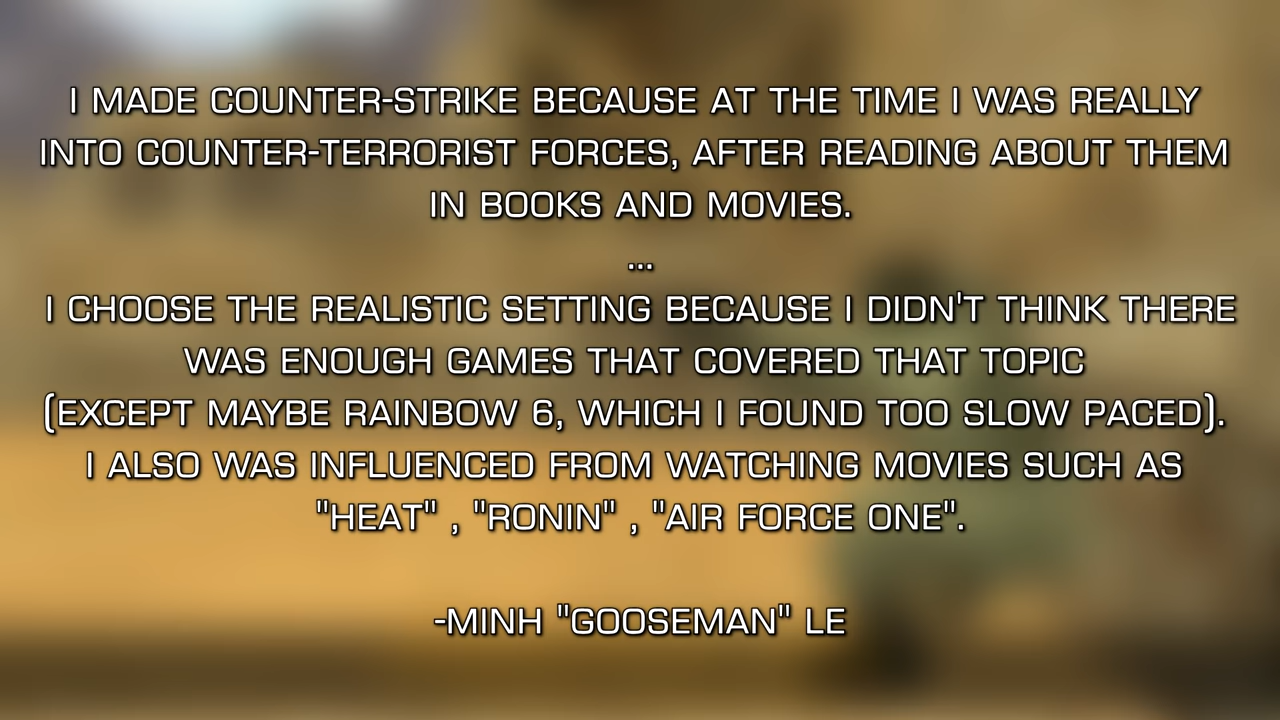 I MADE COUNTER-STRIKE BECAUSE AT THE TIME I WAS REALLY
INTO COUNTER-TERRORIST FORCES, AFTER READING ABOUT THEM
IN BOOKS AND MOVIES.
...
I CHOOSE THE REALISTIC SETTING BECAUSE I DIDN'T THINK THERE
WAS ENOUGH GAMES THAT COVERED THAT TOPIC
(EXCEPT MAYBE RAINBOW 6, WHICH I FOUND TOO SLOW PACED).
I ALSO WAS INFLUENCED FROM WATCHING MOVIES SUCH AS
"HEAT" , "RONIN" , "AIR FORCE ONE".
-MINH "GOOSEMAN" LE